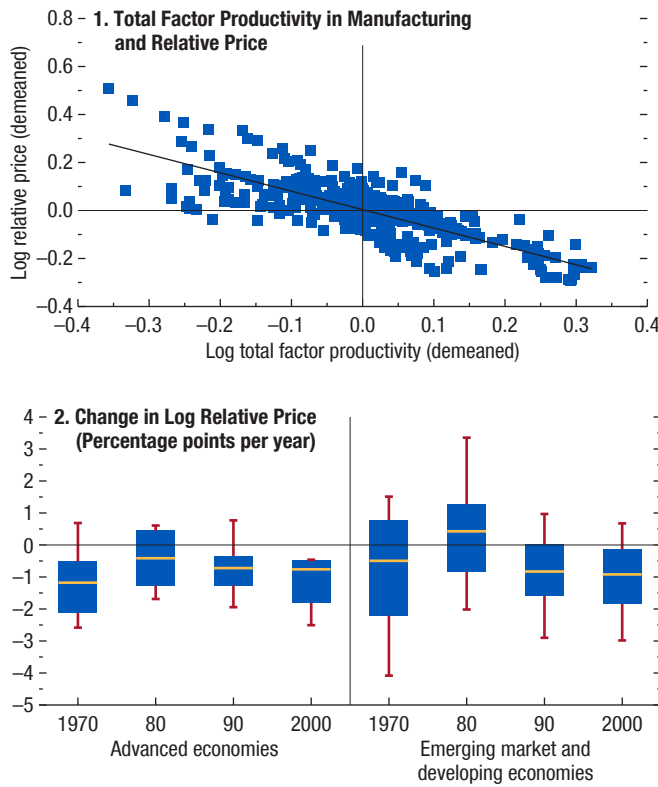 1. Total Factor Productivity in Manufacturing
and Relative Price
Log relative price (demeaned)
0.8
0.6
0.4
0.2
0.0
–0.2
–0.4
–0.4 –0.3 –0.2 –0.1 0.0 0.1 0.2 0.3 0.4
Log total factor productivity (demeaned)
2. Change in Log Relative Price
(Percentage points per year)
4
3
2
1
0
–1
–2
–3
–4
–5
1970 80 90 2000 1970 80 90 2000
Advanced economies
Emerging market and
developing economies